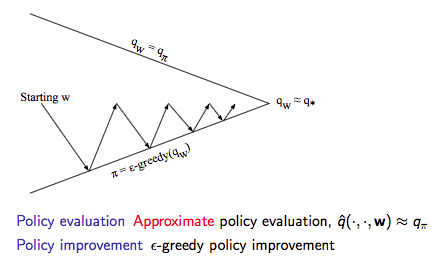 q_w = q_π
Starting w
q_w ≈ q_*
π = ε-greedy(q_w)
Policy evaluation Approximate policy evaluation, q̂(·, ·, w) ≈ q_π
Policy improvement ϵ-greedy policy improvement